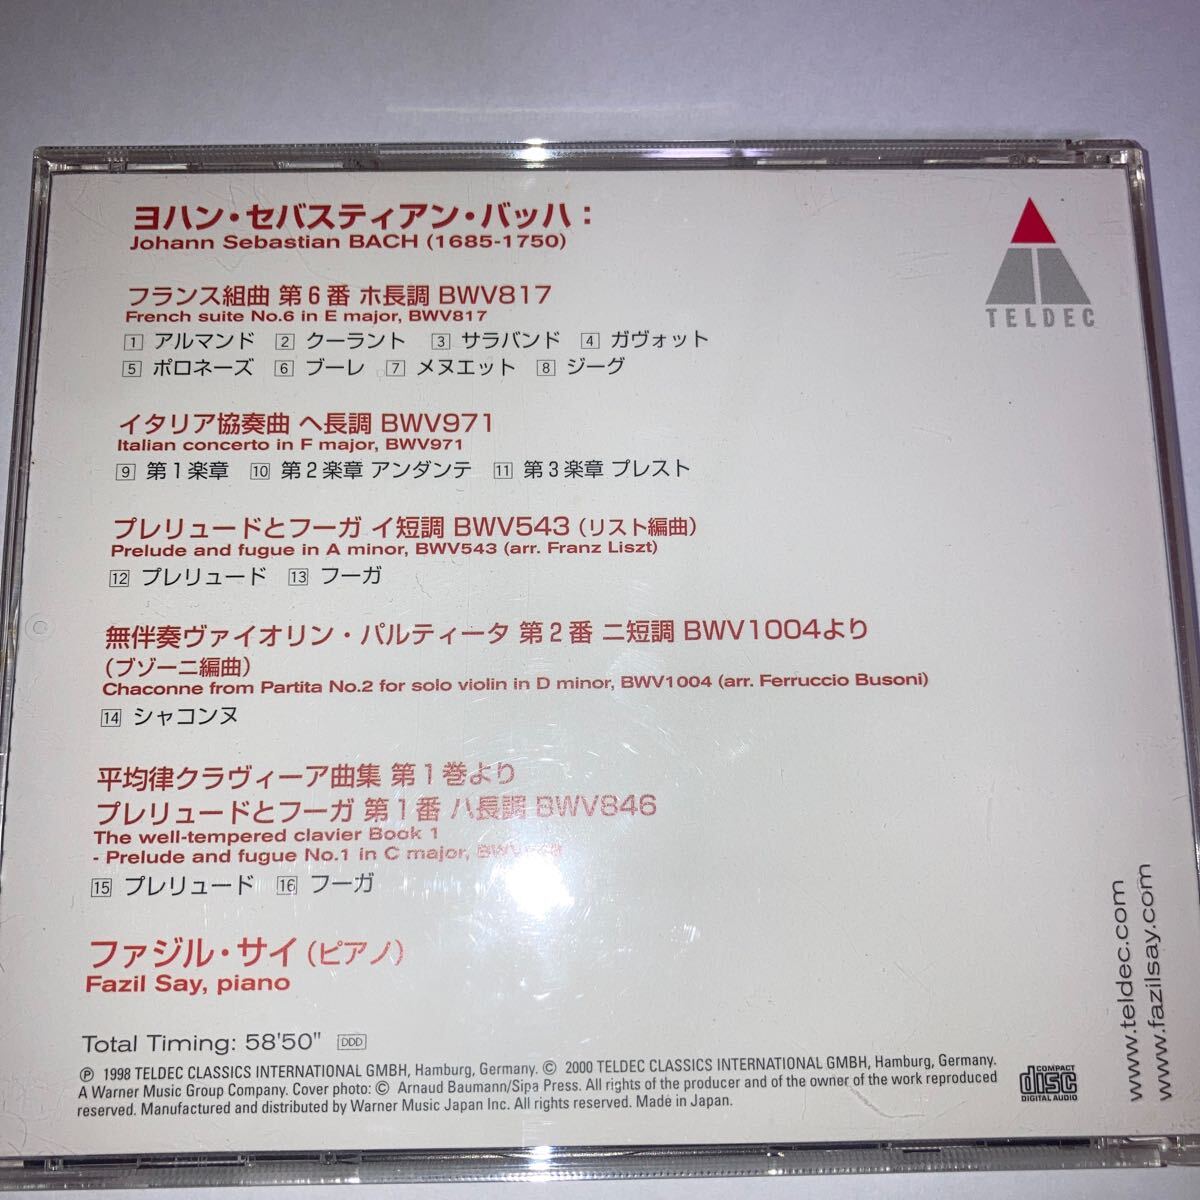 ヨハン・セバスティアン・バッハ：
Johann Sebastian BACH (1685-1750)
TELDEC
フランス組曲 第6番 ホ長調 BWV817
French suite No.6 in E major, BWV817
1 アルマンド 2 クーラント 3 サラバンド 4 ガヴォット
5 ポロネーズ 6 ブーレ 7 メヌエット 8 ジーグ
イタリア協奏曲 ヘ長調 BWV971
Italian concerto in F major, BWV971
9 第1楽章 10 第2楽章 アンダンテ 11 第3楽章 プレスト
プレリュードとフーガ イ短調 BWV543（リスト編曲）
Prelude and fugue in A minor, BWV543 (arr. Franz Liszt)
12 プレリュード 13 フーガ
無伴奏ヴァイオリン・パルティータ 第2番 ニ短調 BWV1004より
（ブゾーニ編曲）
Chaconne from Partita No.2 for solo violin in D minor, BWV1004 (arr. Ferruccio Busoni)
14 シャコンヌ
平均律クラヴィーア曲集 第1巻より
プレリュードとフーガ 第1番 ハ長調 BWV846
The well-tempered clavier Book 1
- Prelude and fugue No.1 in C major,
15 プレリュード 16 フーガ
ファジル・サイ（ピアノ）
Fazil Say, piano
Total Timing: 58'50" DDD
℗ 1998 TELDEC CLASSICS INTERNATIONAL GMBH, Hamburg, Germany. © 2000 TELDEC CLASSICS INTERNATIONAL GMBH, Hamburg, Germany.
A Warner Music Group Company. Cover photo: © Arnaud Baumann/Sipa Press. All rights of the producer and of the owner of the work reproduced
reserved. Manufactured and distributed by Warner Music Japan Inc. All rights reserved. Made in Japan.
COMPACT
disc
DIGITAL AUDIO
www.teldec.com
www.fazilsay.com